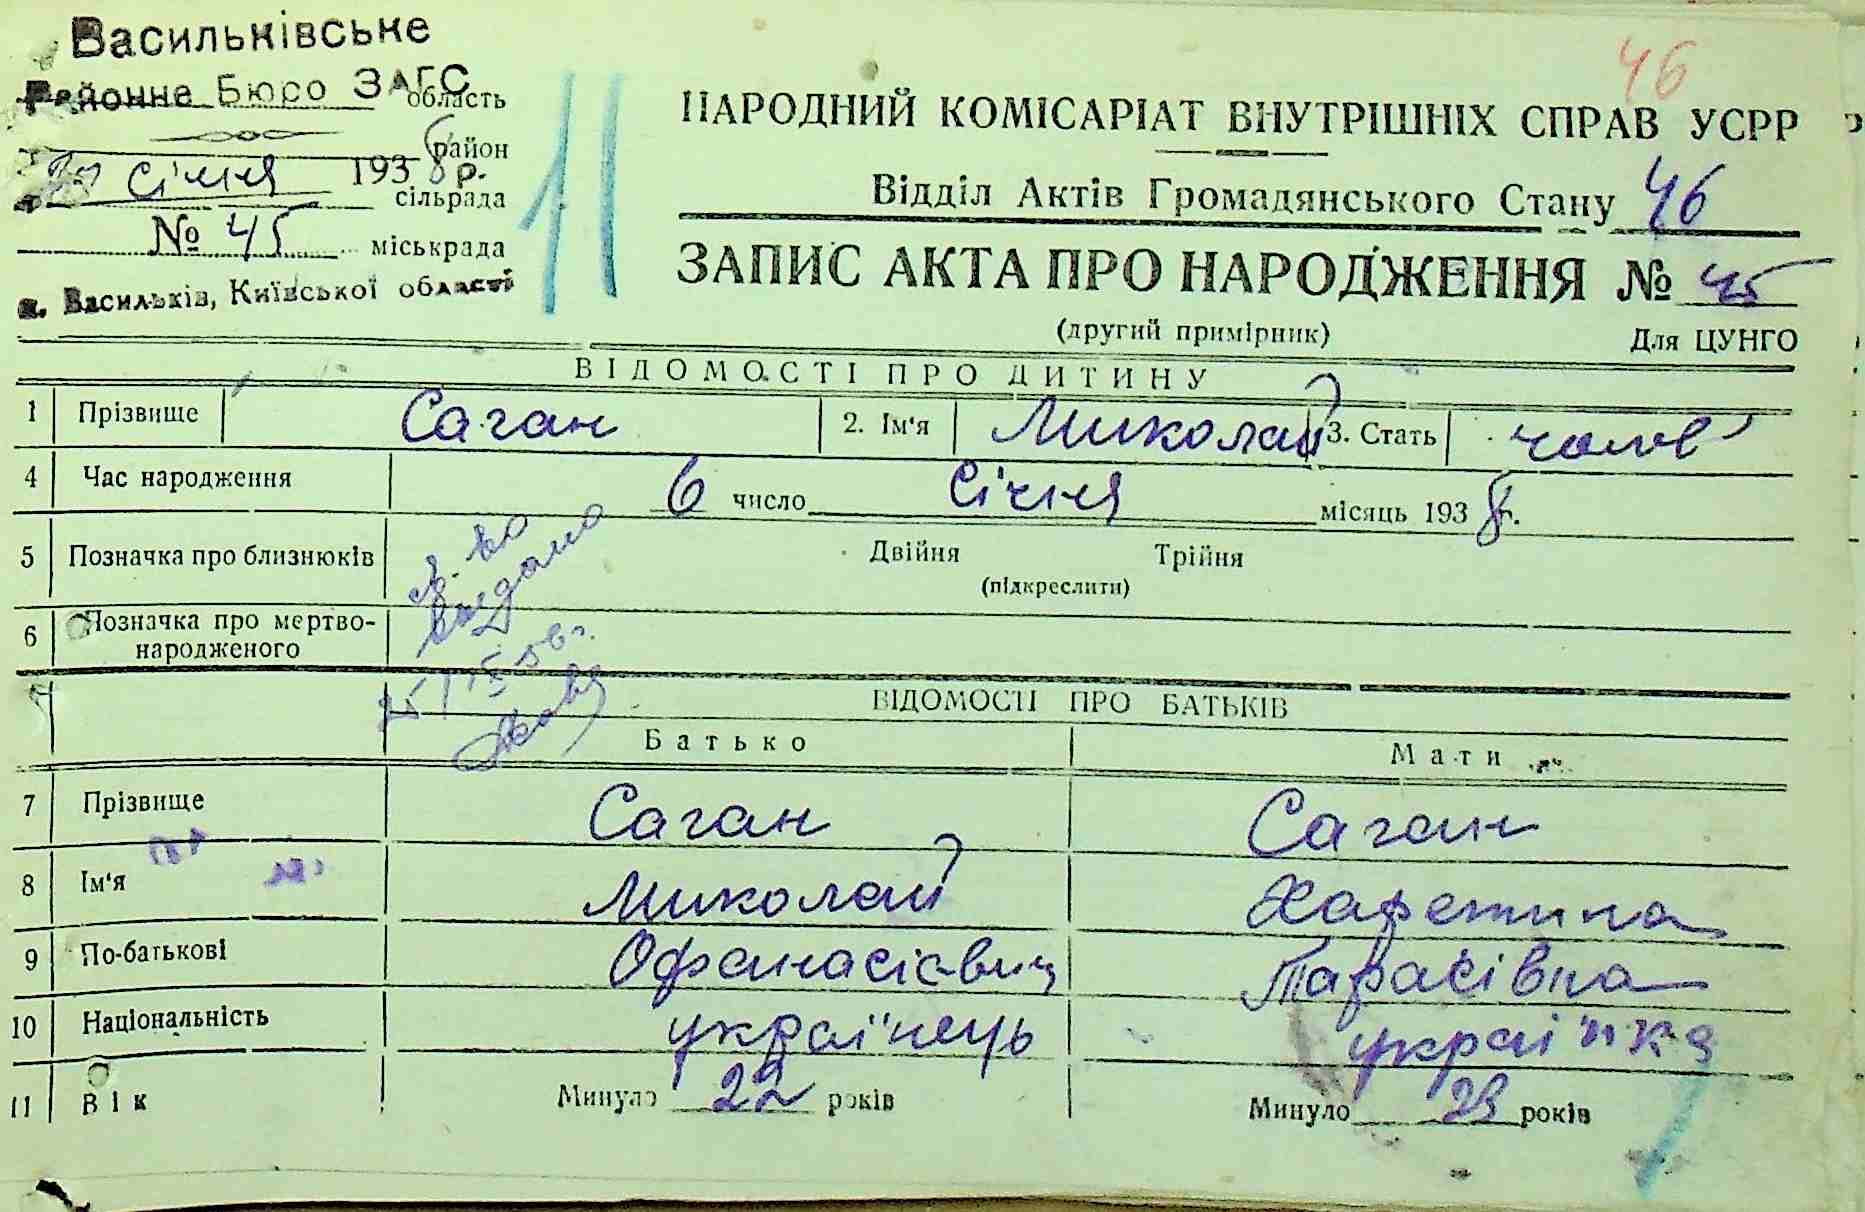 Васильківське
Районне Бюро ЗАГС
область
район
січня 1938 р.
сільрада
№ 45 міськрада
м. Васильків, Київської області
46
НАРОДНИЙ КОМІСАРІАТ ВНУТРІШНІХ СПРАВ УСРР
Відділ Актів Громадянського Стану 46
ЗАПИС АКТА ПРО НАРОДЖЕННЯ № 45
(другий примірник) Для ЦУНГО
ВІДОМОСТІ ПРО ДИТИНУ
1 Прізвище Саган 2. Ім'я Миколай 3. Стать чолов
4 Час народження 6 число січня місяць 1938 р.
5 Позначка про близнюків Двійня Трійня
(підкреслити)
св. во
видано
6 Позначка про мертво-
народженого
ВІДОМОСТІ ПРО БАТЬКІВ
Батько Мати
7 Прізвище Саган Саган
8 Ім'я Миколай
9 По-батькові Офанасієвич Тарасівна
10 Національність українець українка
11 Вік Минуло 22 років Минуло 23 років